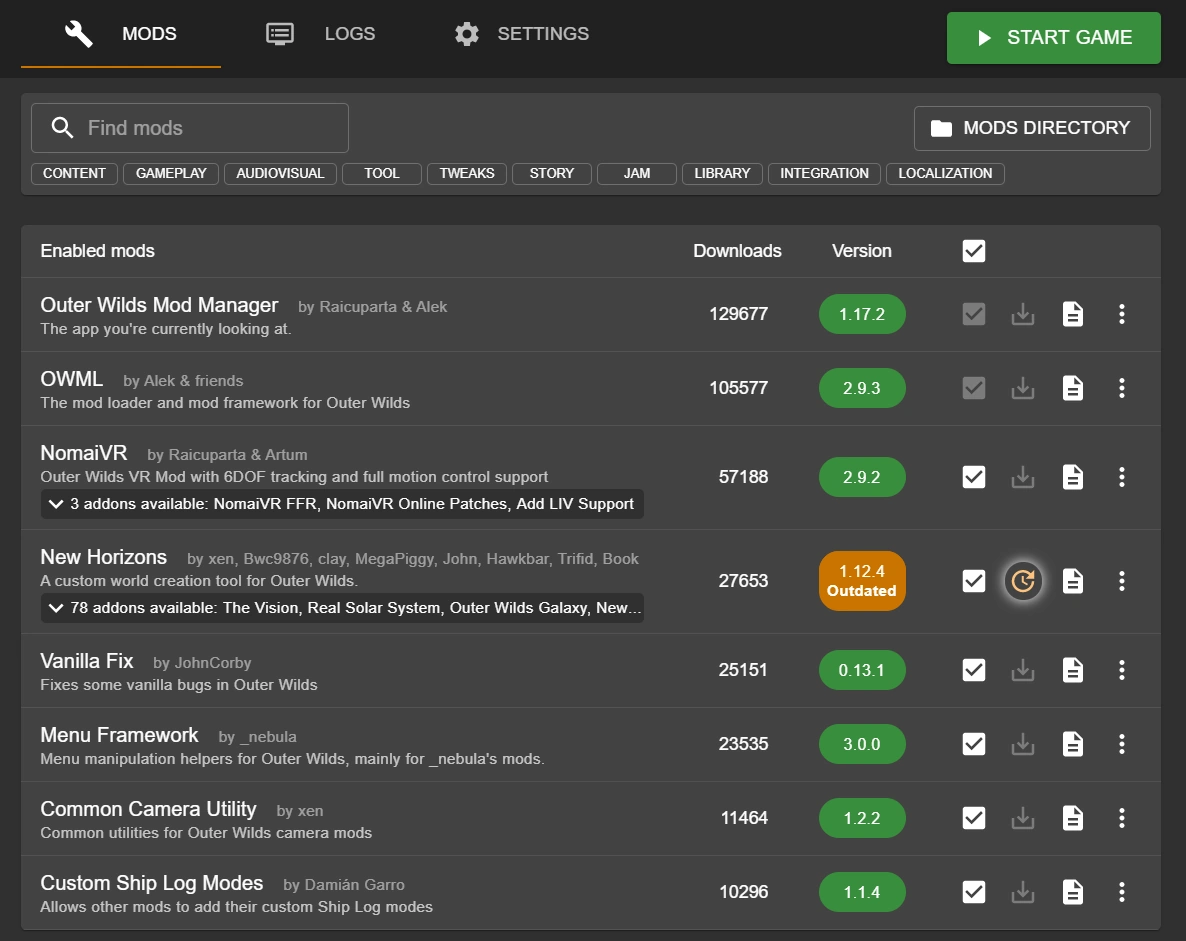 MODS LOGS SETTINGS START GAME
Find mods MODS DIRECTORY
CONTENT GAMEPLAY AUDIOVISUAL TOOL TWEAKS STORY JAM LIBRARY INTEGRATION LOCALIZATION
Enabled mods Downloads Version
Outer Wilds Mod Manager by Raicuparta & Alek
The app you're currently looking at.
129677 1.17.2
OWML by Alek & friends
The mod loader and mod framework for Outer Wilds
105577 2.9.3
NomaiVR by Raicuparta & Artum
Outer Wilds VR Mod with 6DOF tracking and full motion control support
3 addons available: NomaiVR FFR, NomaiVR Online Patches, Add LIV Support
57188 2.9.2
New Horizons by xen, Bwc9876, clay, MegaPiggy, John, Hawkbar, Trifid, Book
A custom world creation tool for Outer Wilds.
78 addons available: The Vision, Real Solar System, Outer Wilds Galaxy, New...
27653 1.12.4
Outdated
Vanilla Fix by JohnCorby
Fixes some vanilla bugs in Outer Wilds
25151 0.13.1
Menu Framework by _nebula
Menu manipulation helpers for Outer Wilds, mainly for _nebula's mods.
23535 3.0.0
Common Camera Utility by xen
Common utilities for Outer Wilds camera mods
11464 1.2.2
Custom Ship Log Modes by Damián Garro
Allows other mods to add their custom Ship Log modes
10296 1.1.4